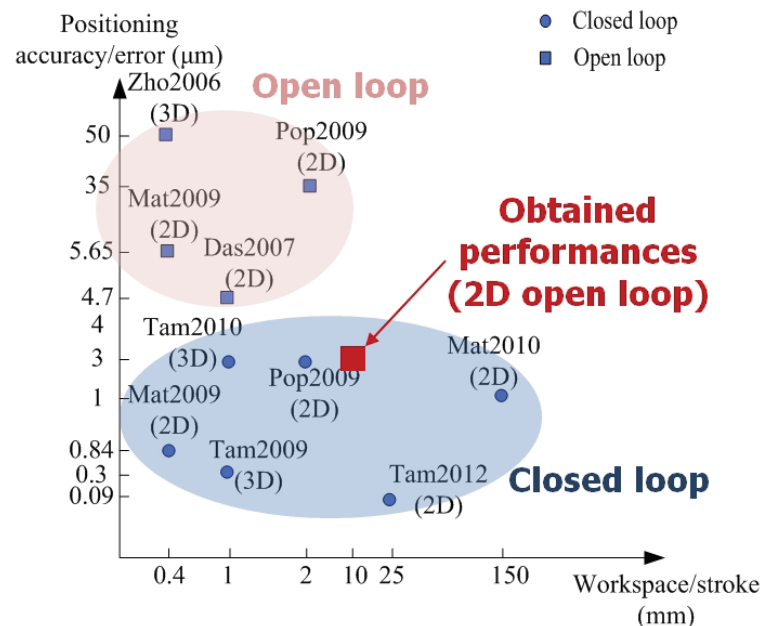 Positioning
accuracy/error (μm)
Closed loop
Open loop
Zho2006
(3D)
Open loop
50
Pop2009
(2D)
35
Mat2009
(2D)
Obtained
performances
(2D open loop)
5.65
Das2007
(2D)
4.7
4
Tam2010
(3D)
Mat2010
(2D)
3
Pop2009
(2D)
Mat2009
(2D)
1
0.84
Tam2009
(3D)
Tam2012
(2D)
Closed loop
0.3
0.09
0.4 1 2 10 25 150
Workspace/stroke
(mm)